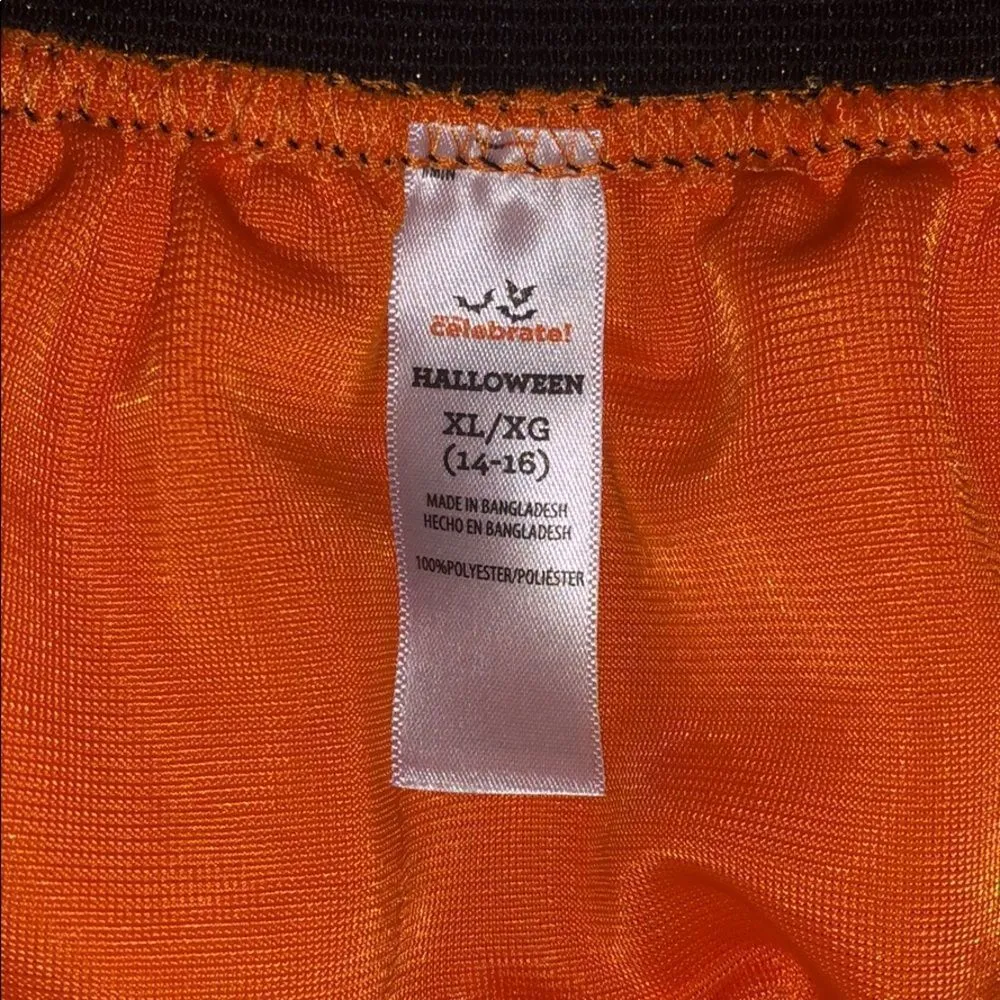 celebrate!
HALLOWEEN
XL/XG
(14-16)
MADE IN BANGLADESH
HECHO EN BANGLADESH
100%POLYESTER/POLIÉSTER